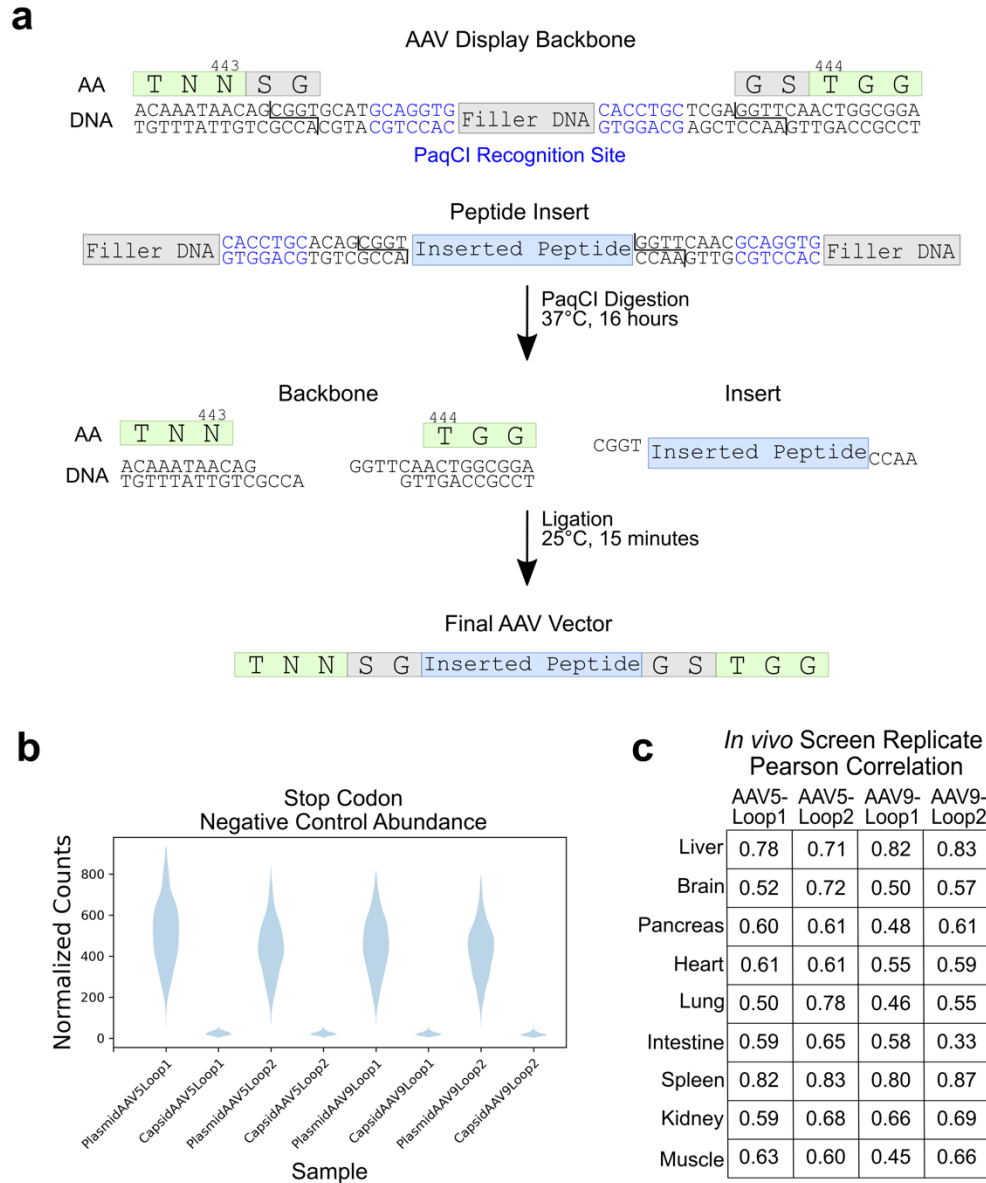 a
AAV Display Backbone
443
444
AA
T N N S G
G S T G G
DNA
ACAAATAACAGCGGTGCATGCAGGTG
Filler DNA
CACCTGCTCGAGGTTCAACTGGCGGA
TGTTTATTGTCGCCACGTACGTCCAC
GTGGACGAGCTCCAAGTTGACCGCCT
PaqCI Recognition Site
Peptide Insert
Filler DNA
CACCTGCACAGCGGT
Inserted Peptide
GGTTCAACGCAGGTG
Filler DNA
GTGGACGTGTCGCCA
CCAAGTTGCGTCCAC
PaqCI Digestion
37°C, 16 hours
Backbone
Insert
443
444
AA
T N N
T G G
DNA
ACAAATAACAG
GGTTCAACTGGCGGA
TGTTTATTGTCGCCA
GTTGACCGCCT
CGGT
Inserted Peptide
CCAA
Ligation
25°C, 15 minutes
Final AAV Vector
T N N S G Inserted Peptide G S T G G
b
Stop Codon
Negative Control Abundance
Normalized Counts
800
600
400
200
0
PlasmidAAV5Loop1
CapsidAAV5Loop1
PlasmidAAV5Loop2
CapsidAAV5Loop2
PlasmidAAV9Loop1
CapsidAAV9Loop1
PlasmidAAV9Loop2
CapsidAAV9Loop2
Sample
c
In vivo Screen Replicate
Pearson Correlation
AAV5- AAV5- AAV9- AAV9-
Loop1 Loop2 Loop1 Loop2
Liver 0.78 0.71 0.82 0.83
Brain 0.52 0.72 0.50 0.57
Pancreas 0.60 0.61 0.48 0.61
Heart 0.61 0.61 0.55 0.59
Lung 0.50 0.78 0.46 0.55
Intestine 0.59 0.65 0.58 0.33
Spleen 0.82 0.83 0.80 0.87
Kidney 0.59 0.68 0.66 0.69
Muscle 0.63 0.60 0.45 0.66